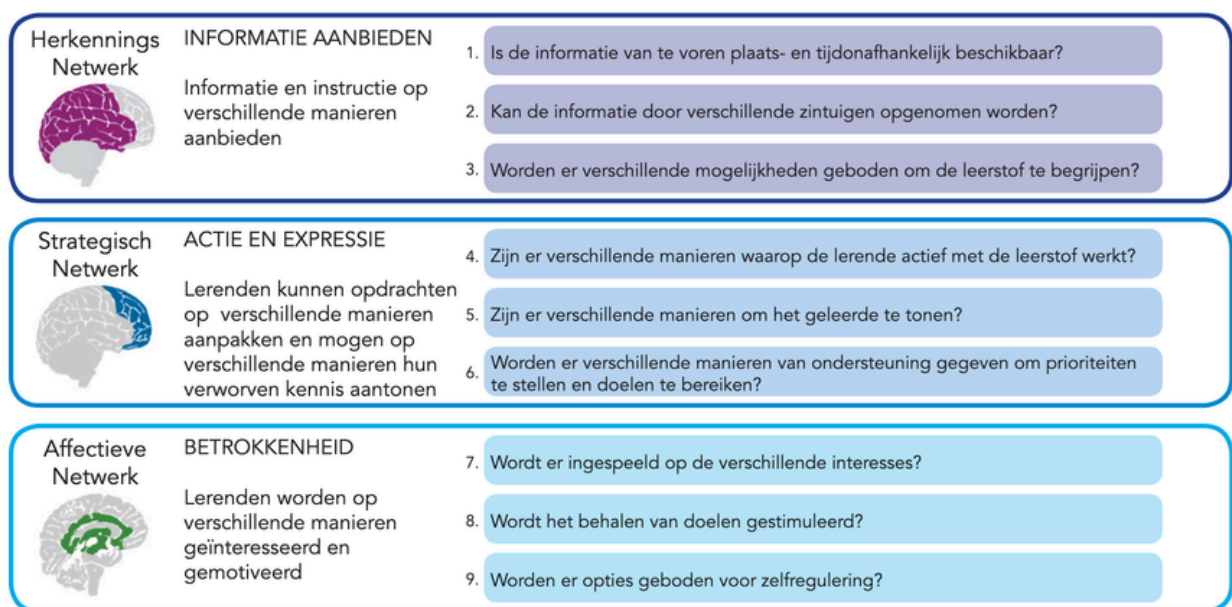 Herkennings
Netwerk
INFORMATIE AANBIEDEN
Informatie en instructie op
verschillende manieren
aanbieden
1. Is de informatie van te voren plaats- en tijdonafhankelijk beschikbaar?
2. Kan de informatie door verschillende zintuigen opgenomen worden?
3. Worden er verschillende mogelijkheden geboden om de leerstof te begrijpen?
Strategisch
Netwerk
ACTIE EN EXPRESSIE
Lerenden kunnen opdrachten
op verschillende manieren
aanpakken en mogen op
verschillende manieren hun
verworven kennis aantonen
4. Zijn er verschillende manieren waarop de lerende actief met de leerstof werkt?
5. Zijn er verschillende manieren om het geleerde te tonen?
6. Worden er verschillende manieren van ondersteuning gegeven om prioriteiten
te stellen en doelen te bereiken?
Affectieve
Netwerk
BETROKKENHEID
Lerenden worden op
verschillende manieren
geïnteresseerd en
gemotiveerd
7. Wordt er ingespeeld op de verschillende interesses?
8. Wordt het behalen van doelen gestimuleerd?
9. Worden er opties geboden voor zelfregulering?